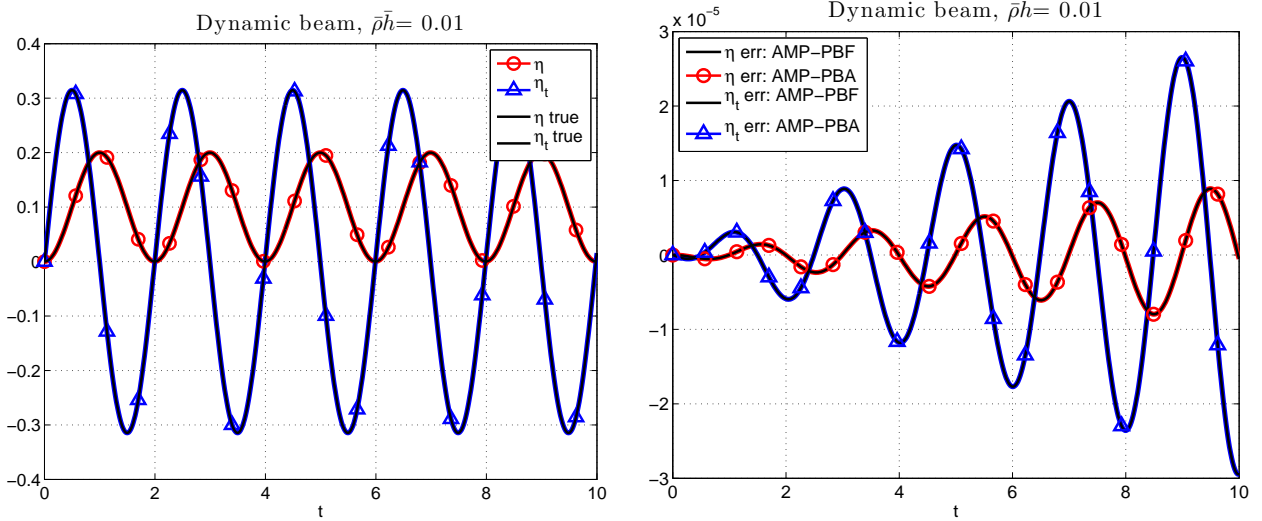 Dynamic beam, ρ̄h̄= 0.01
0.4
0.3
0.2
0.1
0
−0.1
−0.2
−0.3
−0.4
0 2 4 6 8 10
t
η
η_t
η true
η_t true
Dynamic beam, ρ̄h= 0.01
x 10^-5
3
2
1
0
−1
−2
−3
0 2 4 6 8 10
t
η err: AMP−PBF
η err: AMP−PBA
η_t err: AMP−PBF
η_t err: AMP−PBA